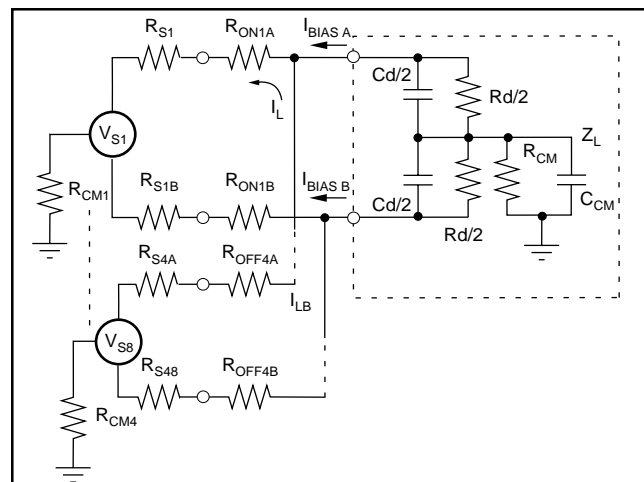 R_S1 R_ON1A I_BIAS A
Cd/2 Rd/2
I_L
V_S1 Z_L
R_CM1 R_S1B R_ON1B I_BIAS B R_CM
Cd/2 C_CM
Rd/2
R_S4A R_OFF4A
I_LB
V_S8
R_S48 R_OFF4B
R_CM4